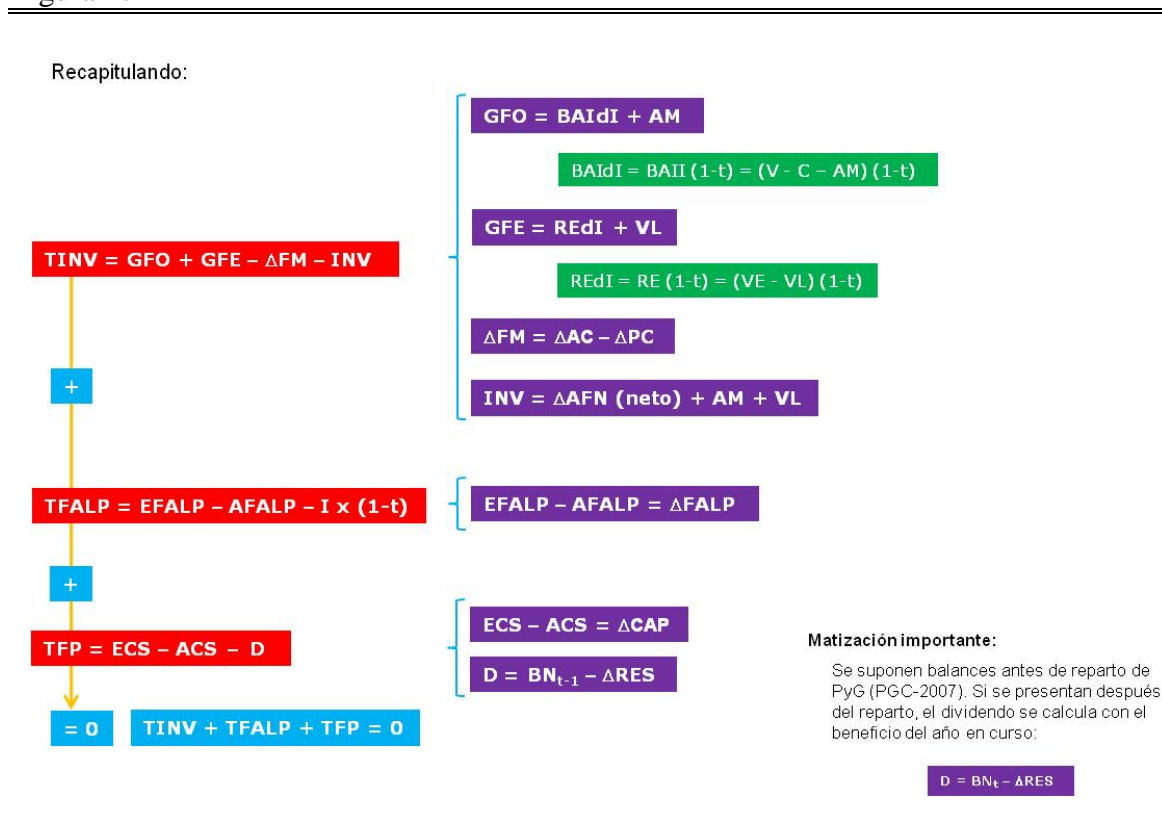 Recapitulando:
GFO = BAIdI + AM
BAIdI = BAII (1-t) = (V - C – AM) (1-t)
GFE = REdI + VL
TINV = GFO + GFE – ΔFM – INV
REdI = RE (1-t) = (VE - VL) (1-t)
ΔFM = ΔAC – ΔPC
+
INV = ΔAFN (neto) + AM + VL
TFALP = EFALP – AFALP – I x (1-t)
EFALP – AFALP = ΔFALP
+
ECS – ACS = ΔCAP
TFP = ECS – ACS – D
D = BNt-1 – ΔRES
= 0
TINV + TFALP + TFP = 0
Matización importante:
Se suponen balances antes de reparto de
PyG (PGC-2007). Si se presentan después
del reparto, el dividendo se calcula con el
beneficio del año en curso:
D = BNt – ΔRES